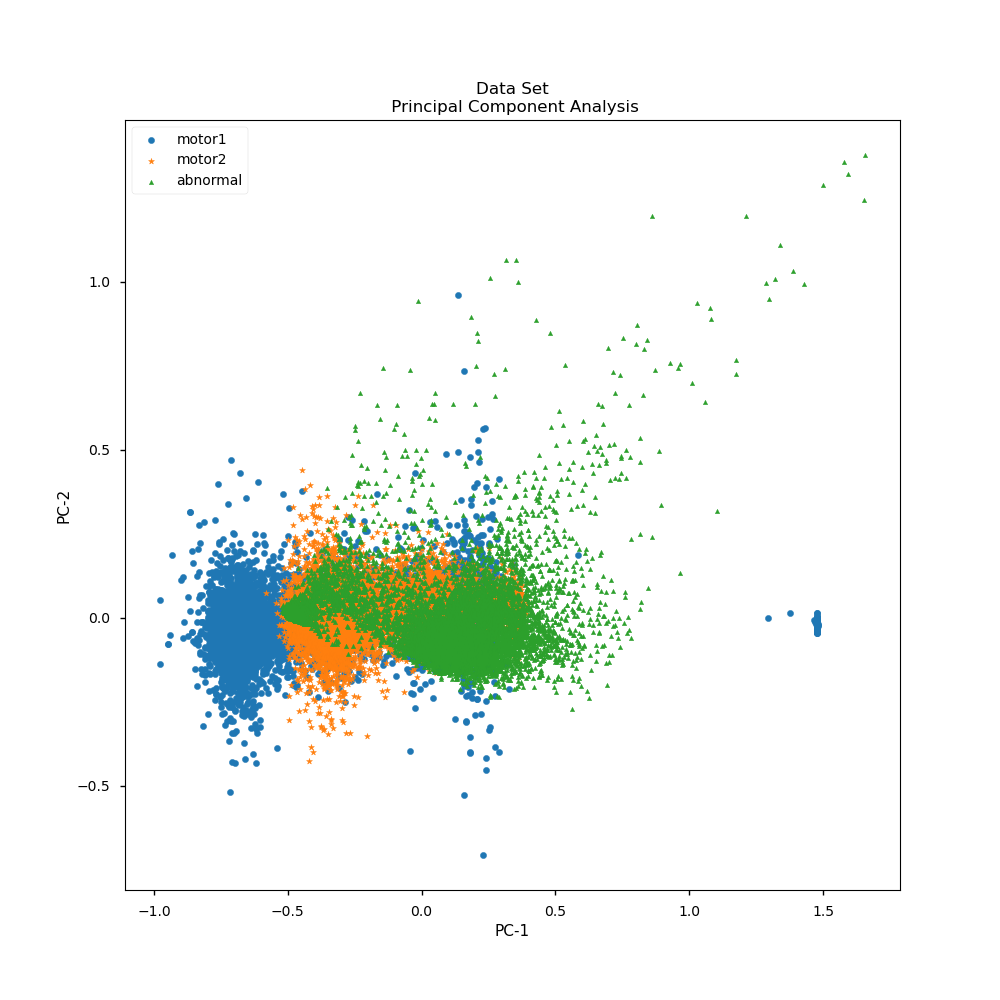 Data Set
Principal Component Analysis
motor1
motor2
abnormal
1.0
0.5
0.0
−0.5
PC-2
−1.0
−0.5
0.0
0.5
1.0
1.5
PC-1